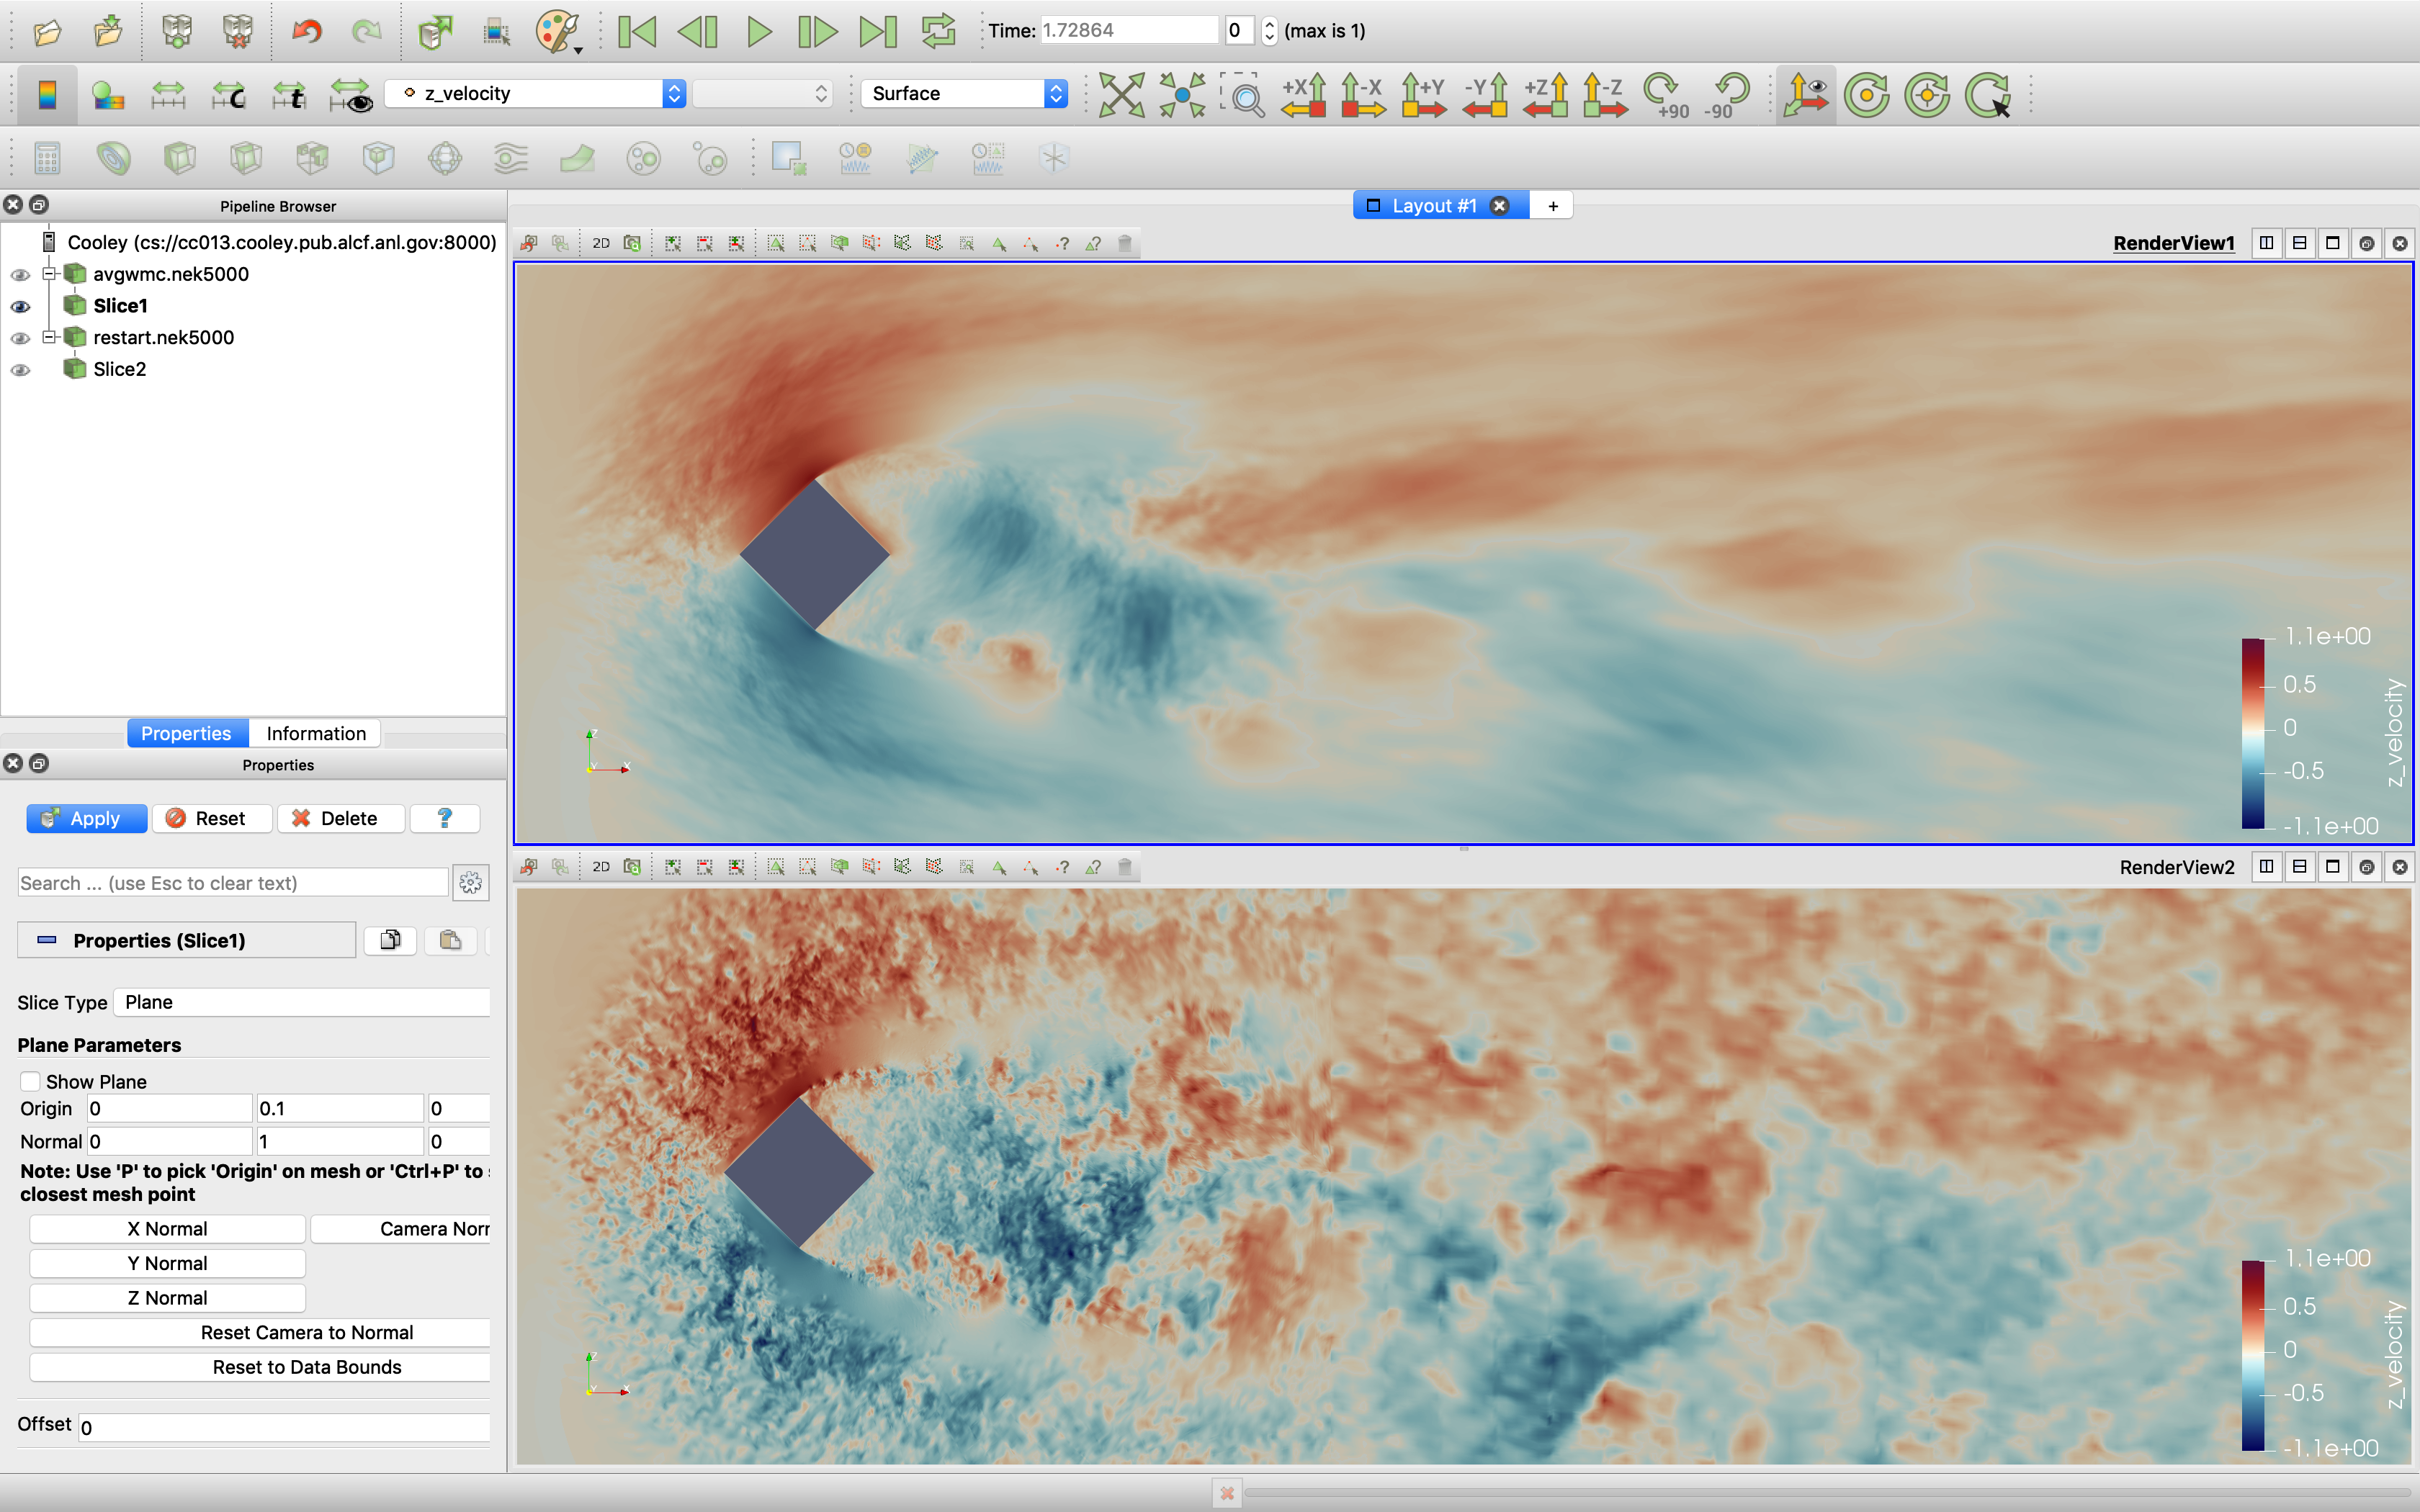 Time: 1.72864 0 (max is 1)
C t z_velocity Surface +X -X +Y -Y +Z -Z +90 -90
Pipeline Browser
Cooley (cs://cc013.cooley.pub.alcf.anl.gov:8000)
avgwmc.nek5000
Slice1
restart.nek5000
Slice2
Properties Information
Properties
Apply Reset Delete ?
Search ... (use Esc to clear text)
Properties (Slice1)
Slice Type Plane
Plane Parameters
Show Plane
Origin 0 0.1 0
Normal 0 1 0
Note: Use 'P' to pick 'Origin' on mesh or 'Ctrl+P' to
closest mesh point
X Normal Camera Norr
Y Normal
Z Normal
Reset Camera to Normal
Reset to Data Bounds
Offset 0
Layout #1 +
2D ? ? RenderView1
1.1e+00
0.5
0
-0.5
-1.1e+00
z_velocity
Z
Y X
2D ? ? RenderView2
1.1e+00
0.5
0
-0.5
-1.1e+00
z_velocity
Z
Y X